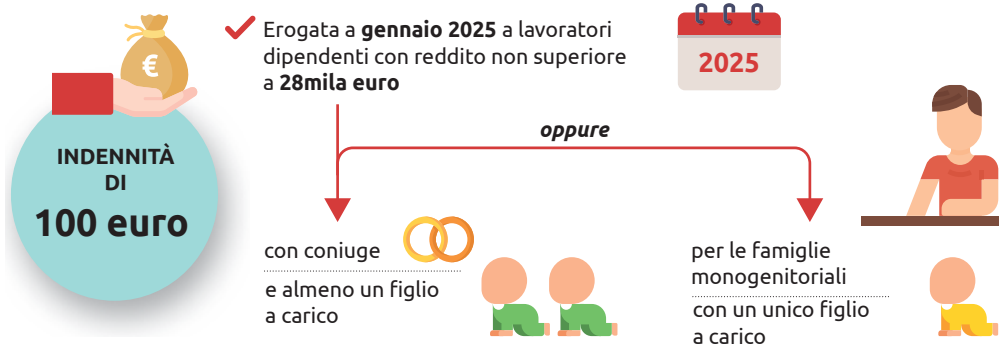 INDENNITÀ
DI
100 euro
€
Erogata a gennaio 2025 a lavoratori
dipendenti con reddito non superiore
a 28mila euro
2025
oppure
con coniuge
e almeno un figlio
a carico
per le famiglie
monogenitoriali
con un unico figlio
a carico